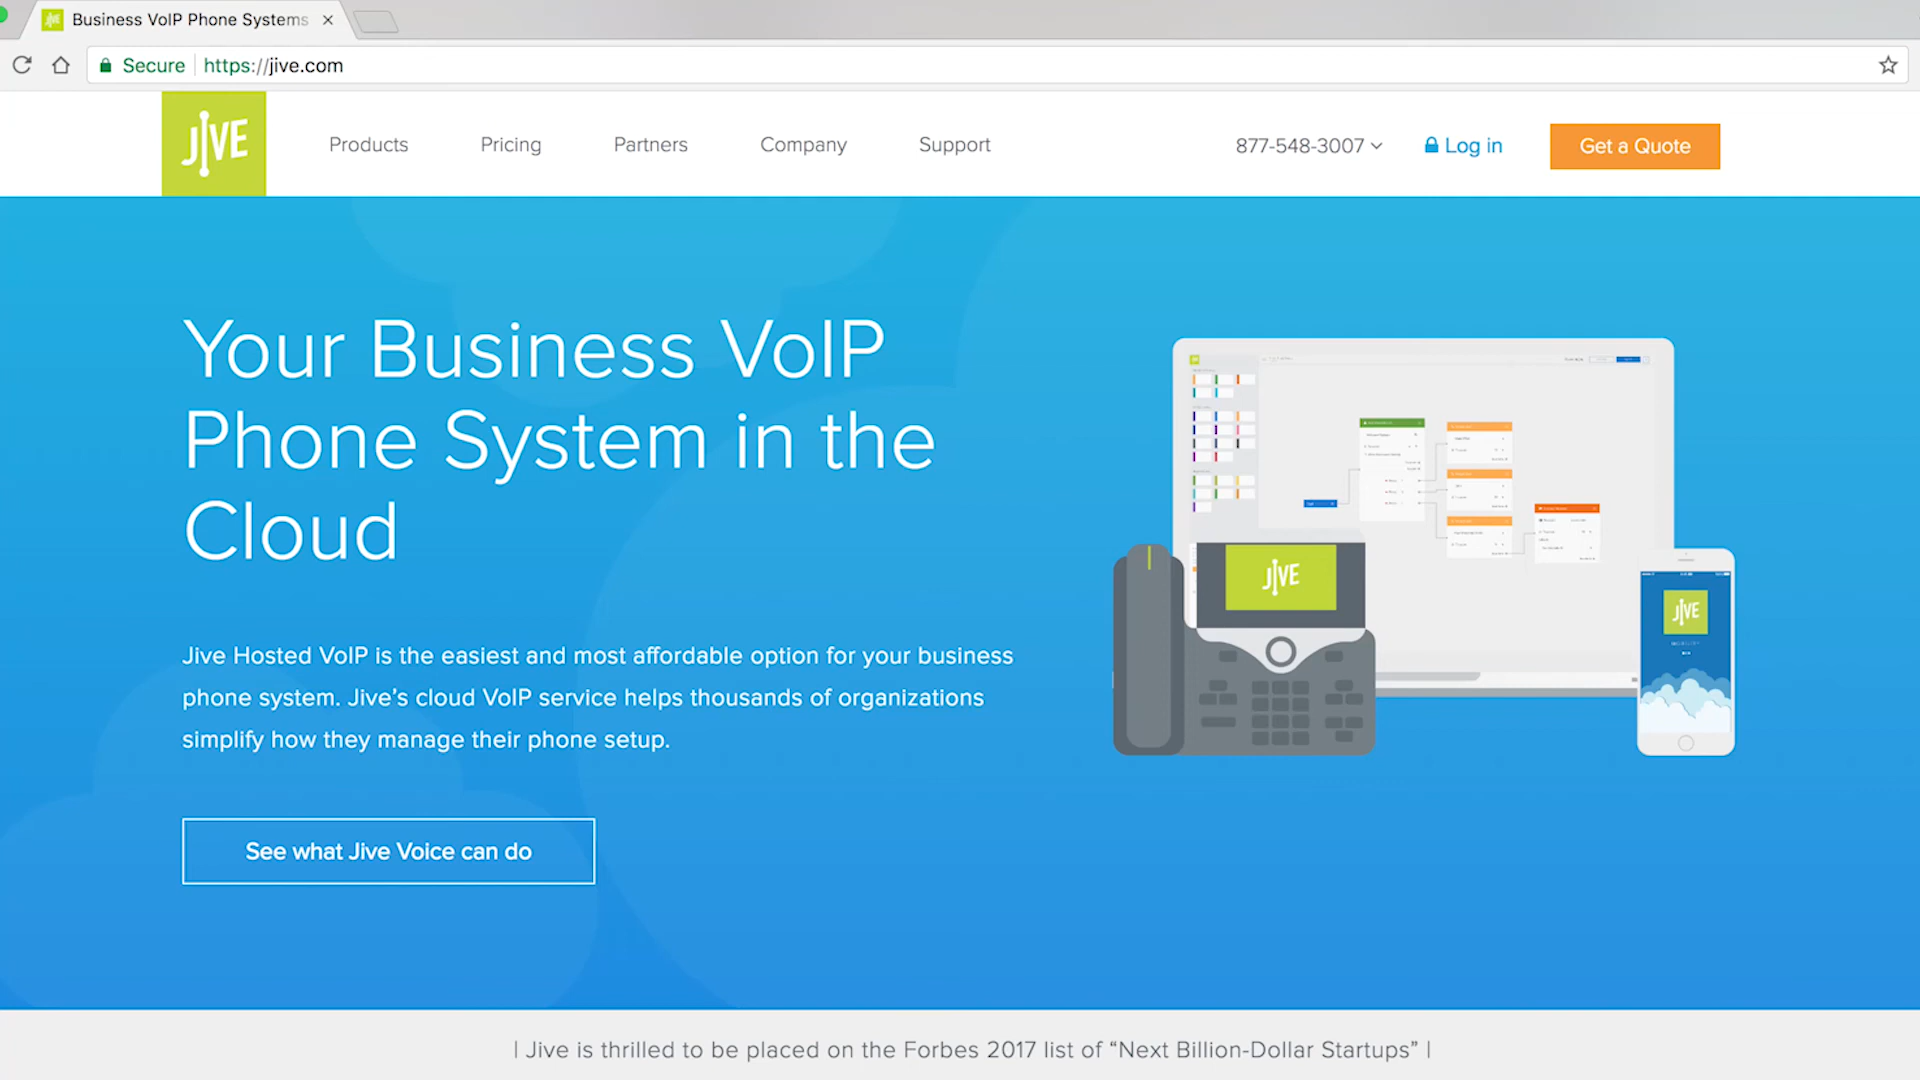 Business VoIP Phone Systems
Secure
https://jive.com
JIVE
Products
Pricing
Partners
Company
Support
877-548-3007
Log in
Get a Quote
Your Business VoIP
Phone System in the
Cloud
JIVE
JIVE
Jive Hosted VoIP is the easiest and most affordable option for your business
phone system. Jive’s cloud VoIP service helps thousands of organizations
simplify how they manage their phone setup.
See what Jive Voice can do
| Jive is thrilled to be placed on the Forbes 2017 list of “Next Billion-Dollar Startups” |